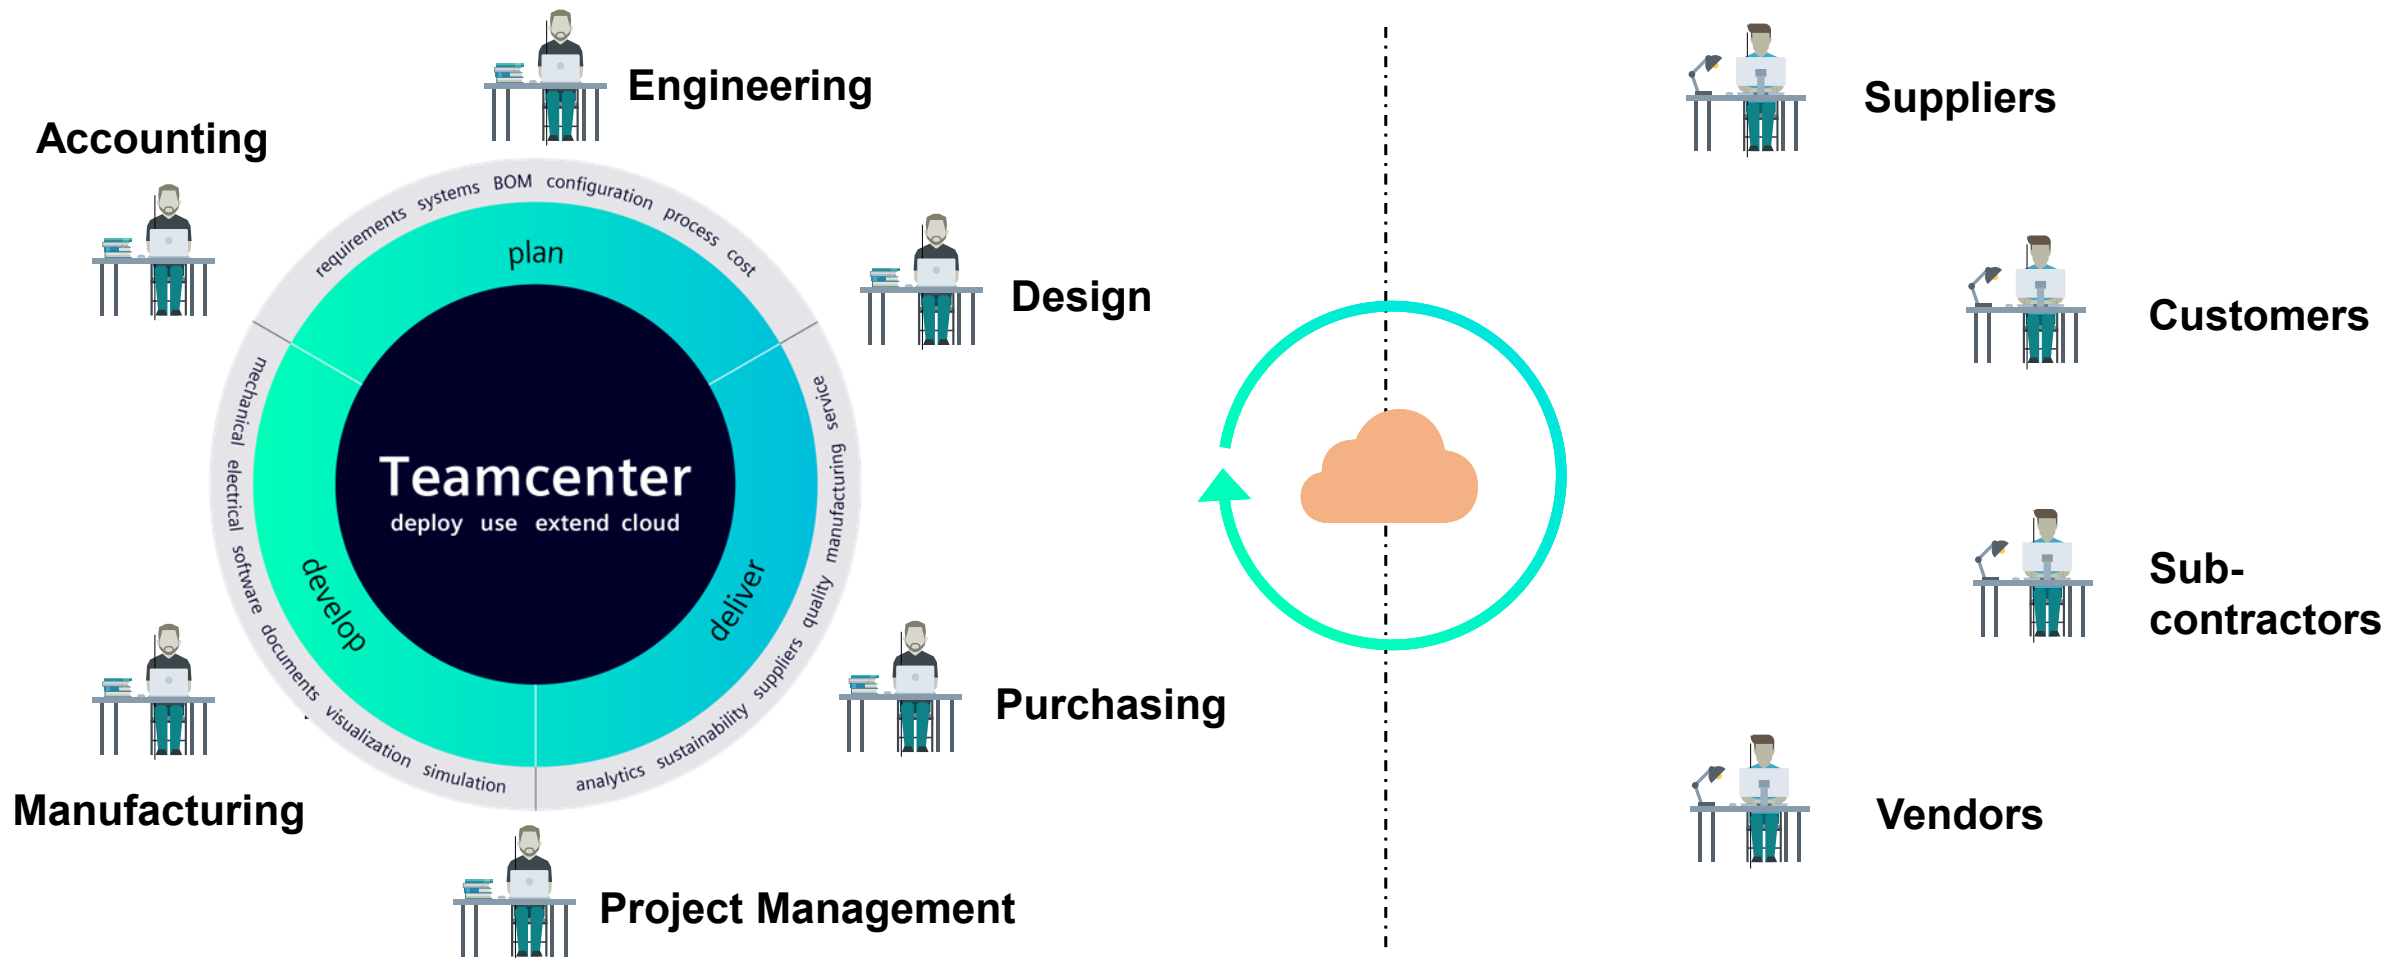 Engineering
Accounting
Suppliers
requirements systems BOM configuration process cost
plan
Design
Customers
mechanical electrical software documents visualization simulation
service manufacturing quality suppliers sustainability analytics
Teamcenter
deploy use extend cloud
develop
deliver
Sub-
contractors
Purchasing
Manufacturing
Vendors
Project Management